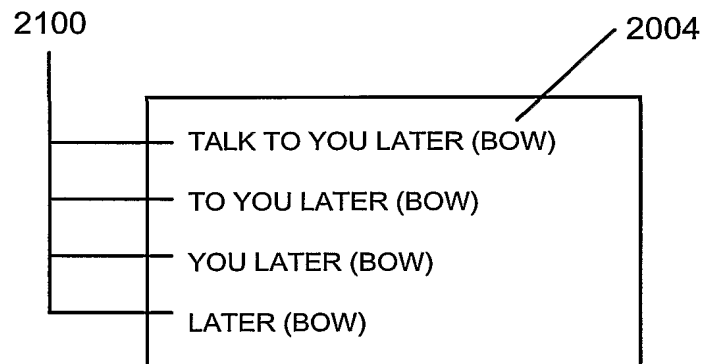 2100
2004
TALK TO YOU LATER (BOW)
TO YOU LATER (BOW)
YOU LATER (BOW)
LATER (BOW)